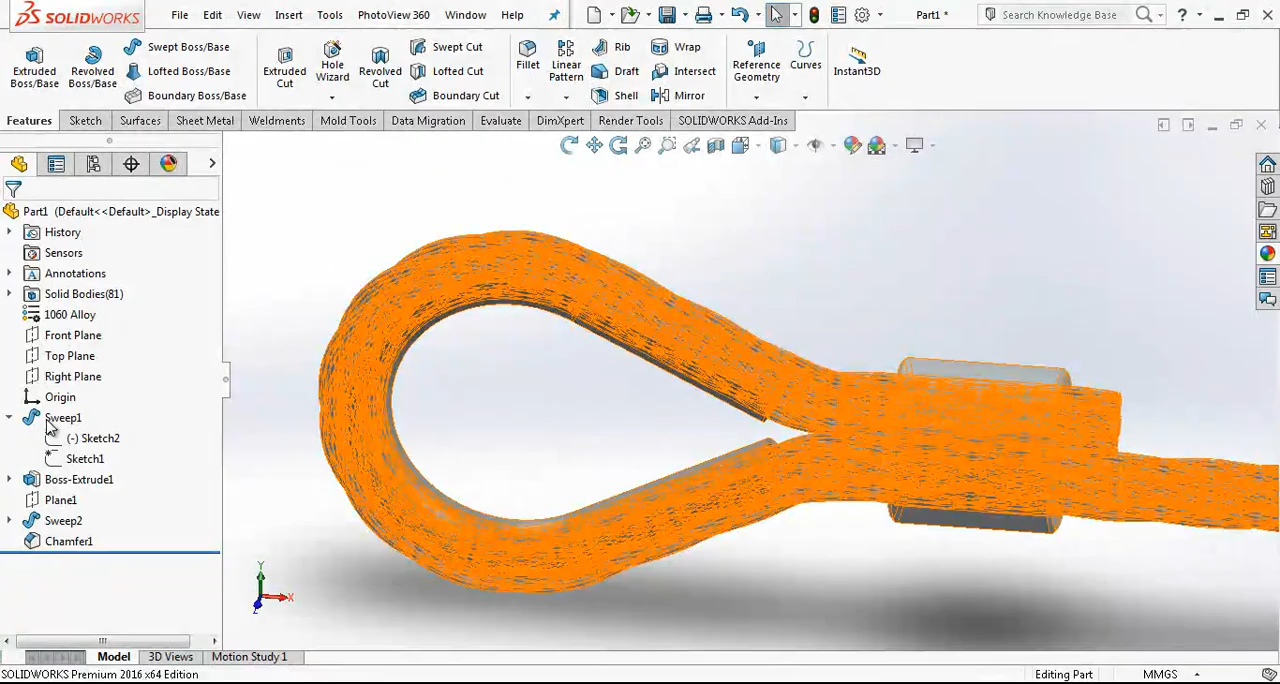 SOLIDWORKS File Edit View Insert Tools PhotoView 360 Window Help Part1 * Search Knowledge Base ?
Extruded Boss/Base
Revolved Boss/Base
Swept Boss/Base
Lofted Boss/Base
Boundary Boss/Base
Extruded Cut
Hole Wizard
Revolved Cut
Swept Cut
Lofted Cut
Boundary Cut
Fillet
Linear Pattern
Rib
Draft
Shell
Wrap
Intersect
Mirror
Reference Geometry
Curves
Instant3D
Features Sketch Surfaces Sheet Metal Weldments Mold Tools Data Migration Evaluate DimXpert Render Tools SOLIDWORKS Add-Ins
Part1 (Default<<Default>_Display State
History
Sensors
Annotations
Solid Bodies(81)
1060 Alloy
Front Plane
Top Plane
Right Plane
Origin
Sweep1
(-) Sketch2
Sketch1
Boss-Extrude1
Plane1
Sweep2
Chamfer1
Y
X
Z
Model 3D Views Motion Study 1
SOLIDWORKS Premium 2016 x64 Edition Editing Part MMGS